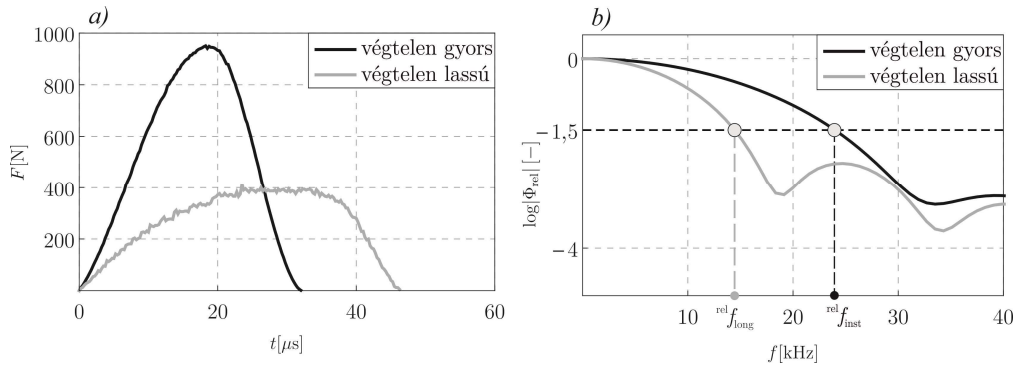 a)
1000
800
600
400
200
0
20
40
60
F[N]
t[µs]
végtelen gyors
végtelen lassú
b)
0
−1,5
−4
log|Φrel| [−]
végtelen gyors
végtelen lassú
10
rel flong
20
rel finst
30
40
f[kHz]